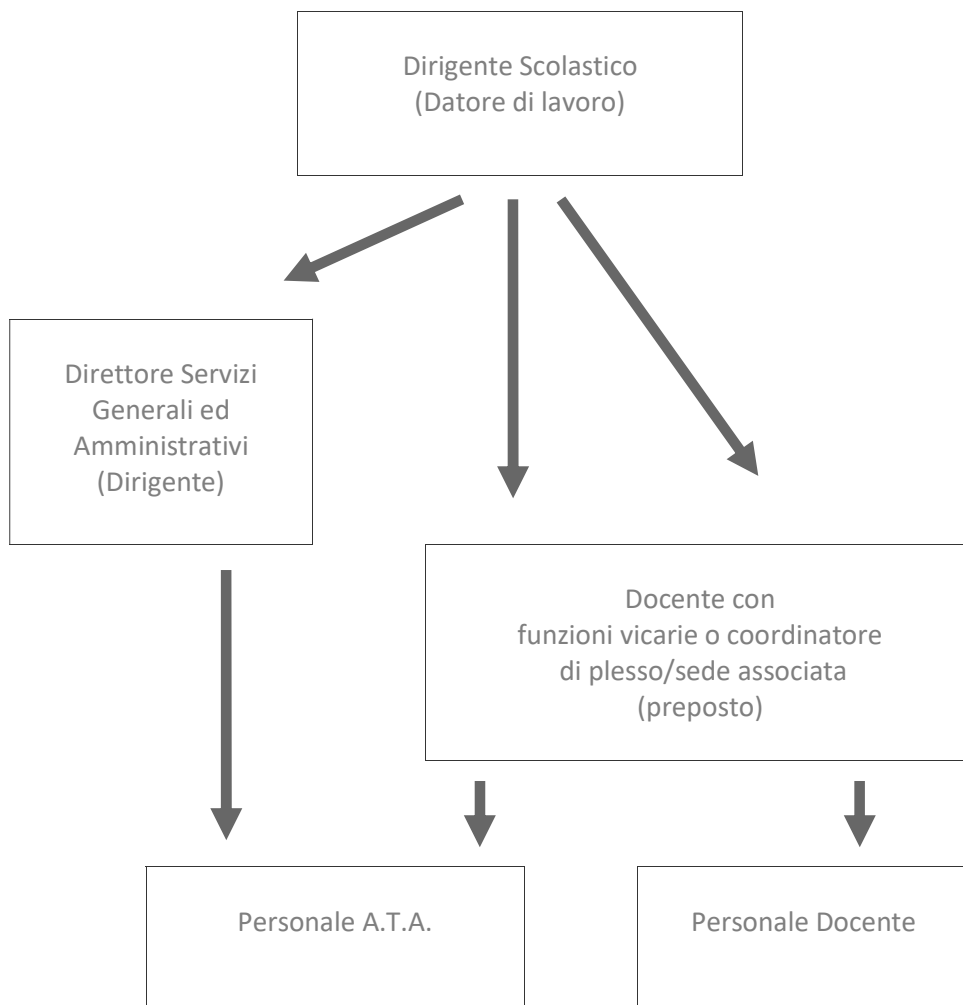 Dirigente Scolastico
(Datore di lavoro)
Direttore Servizi
Generali ed
Amministrativi
(Dirigente)
Docente con
funzioni vicarie o coordinatore
di plesso/sede associata
(preposto)
Personale A.T.A.
Personale Docente